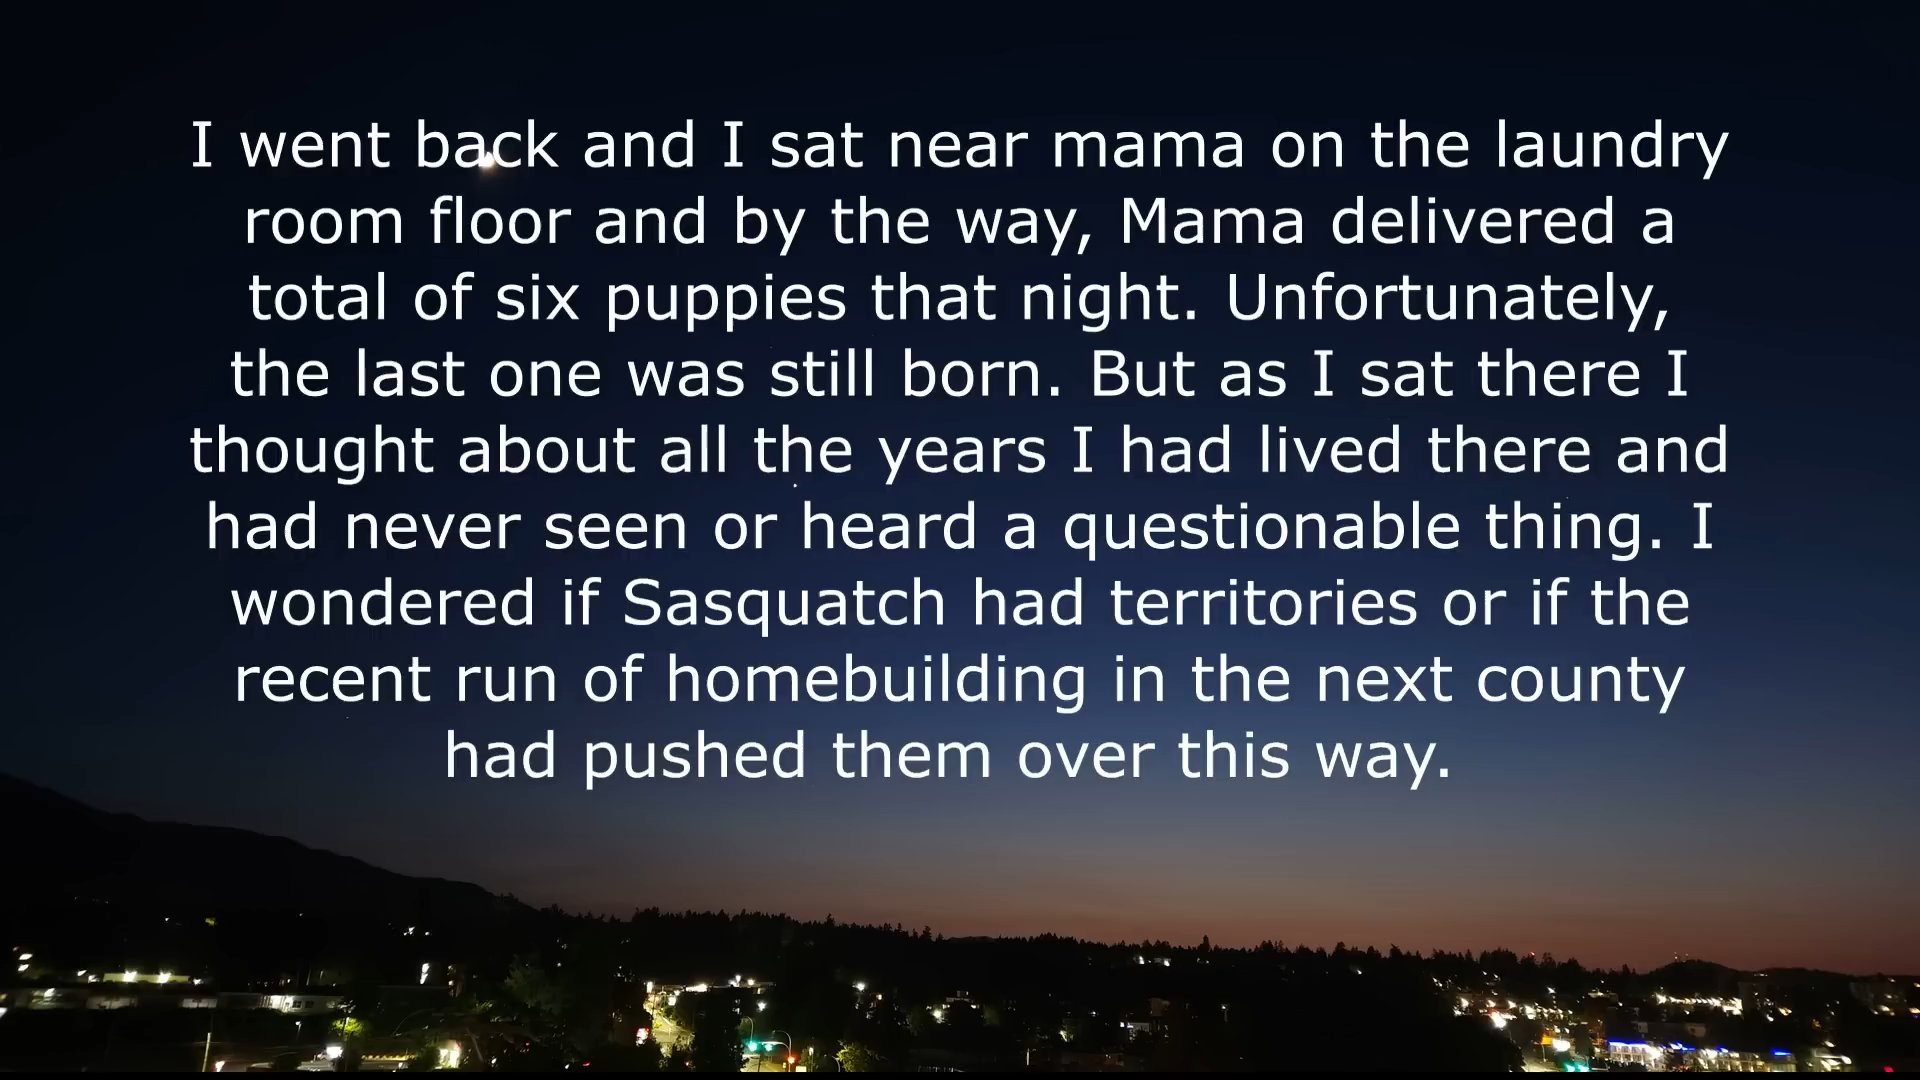 I went back and I sat near mama on the laundry
room floor and by the way, Mama delivered a
total of six puppies that night. Unfortunately,
the last one was still born. But as I sat there I
thought about all the years I had lived there and
had never seen or heard a questionable thing. I
wondered if Sasquatch had territories or if the
recent run of homebuilding in the next county
had pushed them over this way.